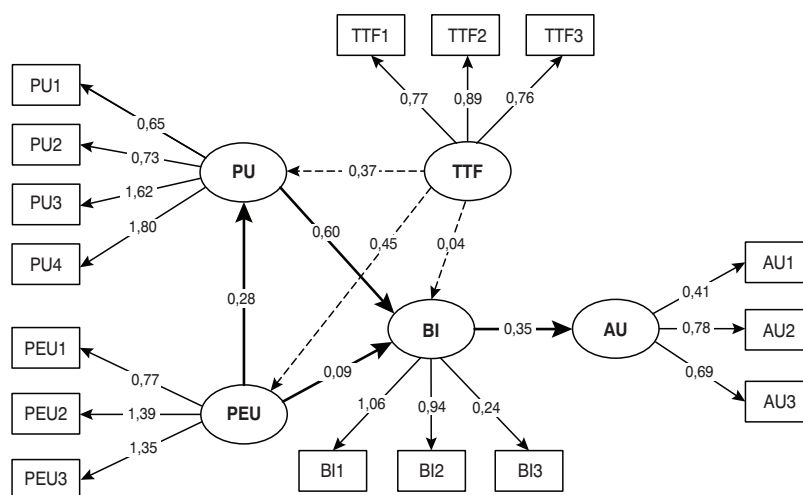 TTF1 TTF2 TTF3
PU1
0,77 0,89 0,76
PU2
0,65
0,73
PU TTF
0,37
PU3
1,62
1,80
PU4
0,60 0,45 0,04
AU1
0,28
0,41
BI 0,35 AU 0,78 AU2
PEU1
0,77
0,09
0,69
PEU2 1,39 PEU
1,06 0,94 0,24
AU3
1,35
PEU3
BI1 BI2 BI3